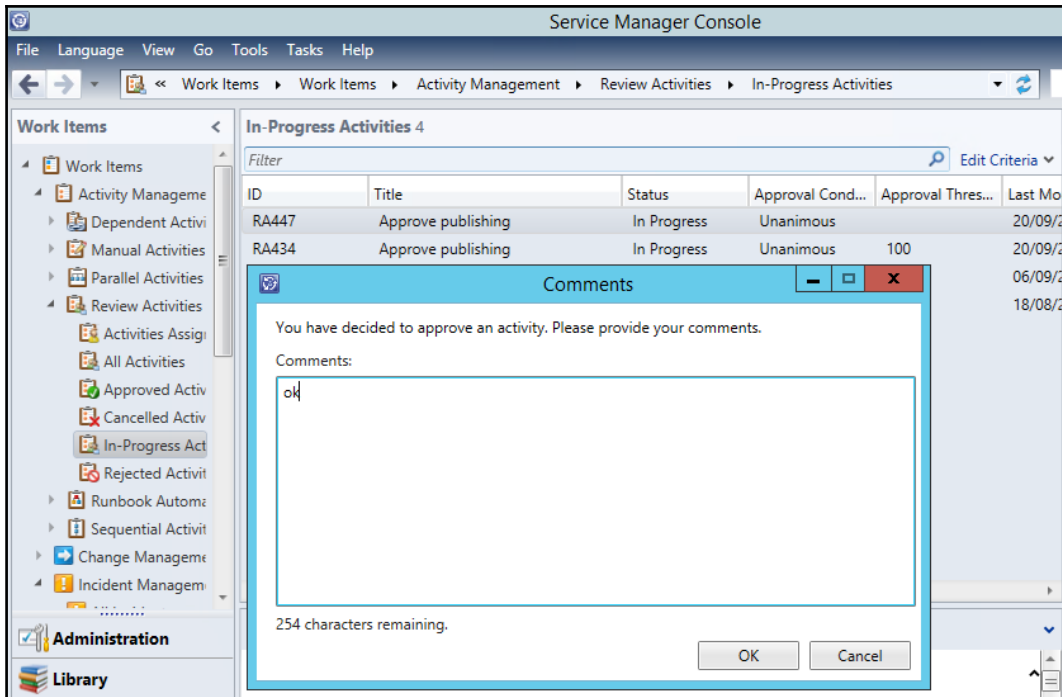 Service Manager Console
File Language View Go Tools Tasks Help
« Work Items Work Items Activity Management Review Activities In-Progress Activities
Work Items < In-Progress Activities 4
Filter Edit Criteria
Work Items
ID Title Status Approval Cond... Approval Thres... Last Mo
Activity Manageme
RA447 Approve publishing In Progress Unanimous 20/09/2
Dependent Activi
RA434 Approve publishing In Progress Unanimous 100 20/09/2
Manual Activities
06/09/2
Parallel Activities
18/08/2
Review Activities
Activities Assig
All Activities
Approved Activ
Cancelled Activ
In-Progress Act
Rejected Activit
Runbook Automa
Sequential Activit
Change Manageme
Incident Managem
Administration
Library
Comments
You have decided to approve an activity. Please provide your comments.
Comments:
ok
254 characters remaining.
OK Cancel